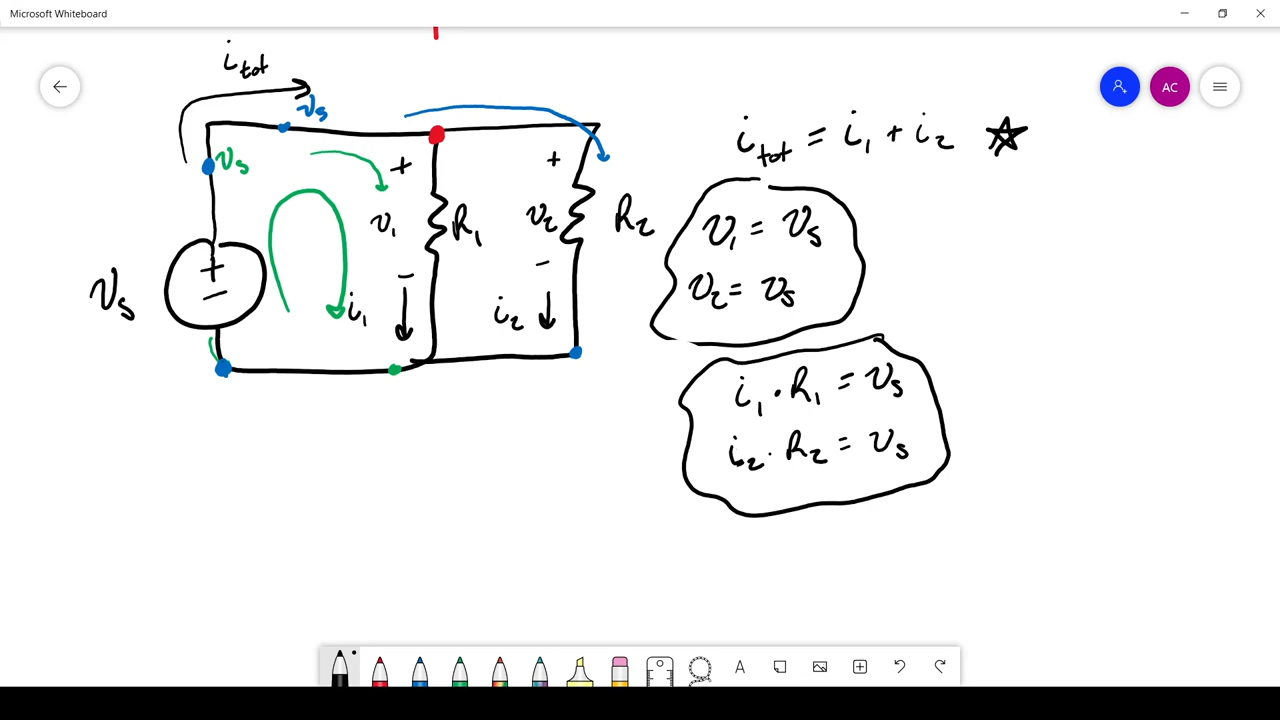 Microsoft Whiteboard
AC
i_tot
v_s
v_s
+
+
v_1
R_1
v_2
R_2
+
−
v_s
−
−
i_1
i_2
i_tot = i_1 + i_2 ☆
v_1 = v_s
v_2 = v_s
i_1 · R_1 = v_s
i_2 · R_2 = v_s
A